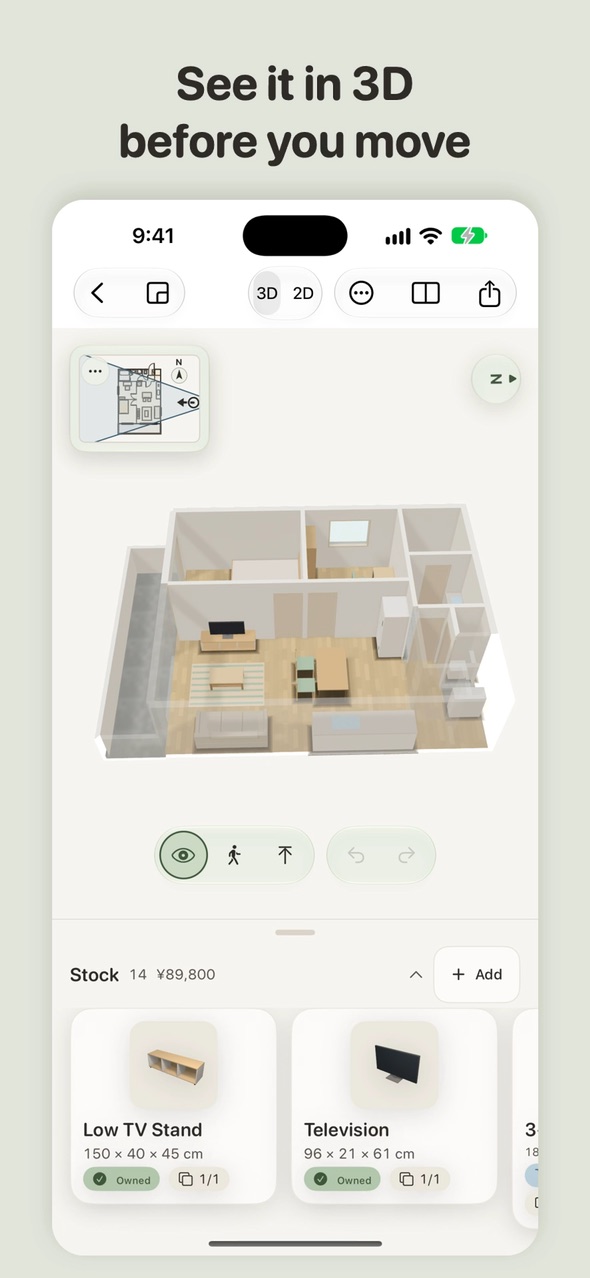 See it in 3D
before you move
9:41
3D 2D
N
N
Stock 14 ¥89,800
+ Add
Low TV Stand
150 × 40 × 45 cm
Owned 1/1
Television
96 × 21 × 61 cm
Owned 1/1